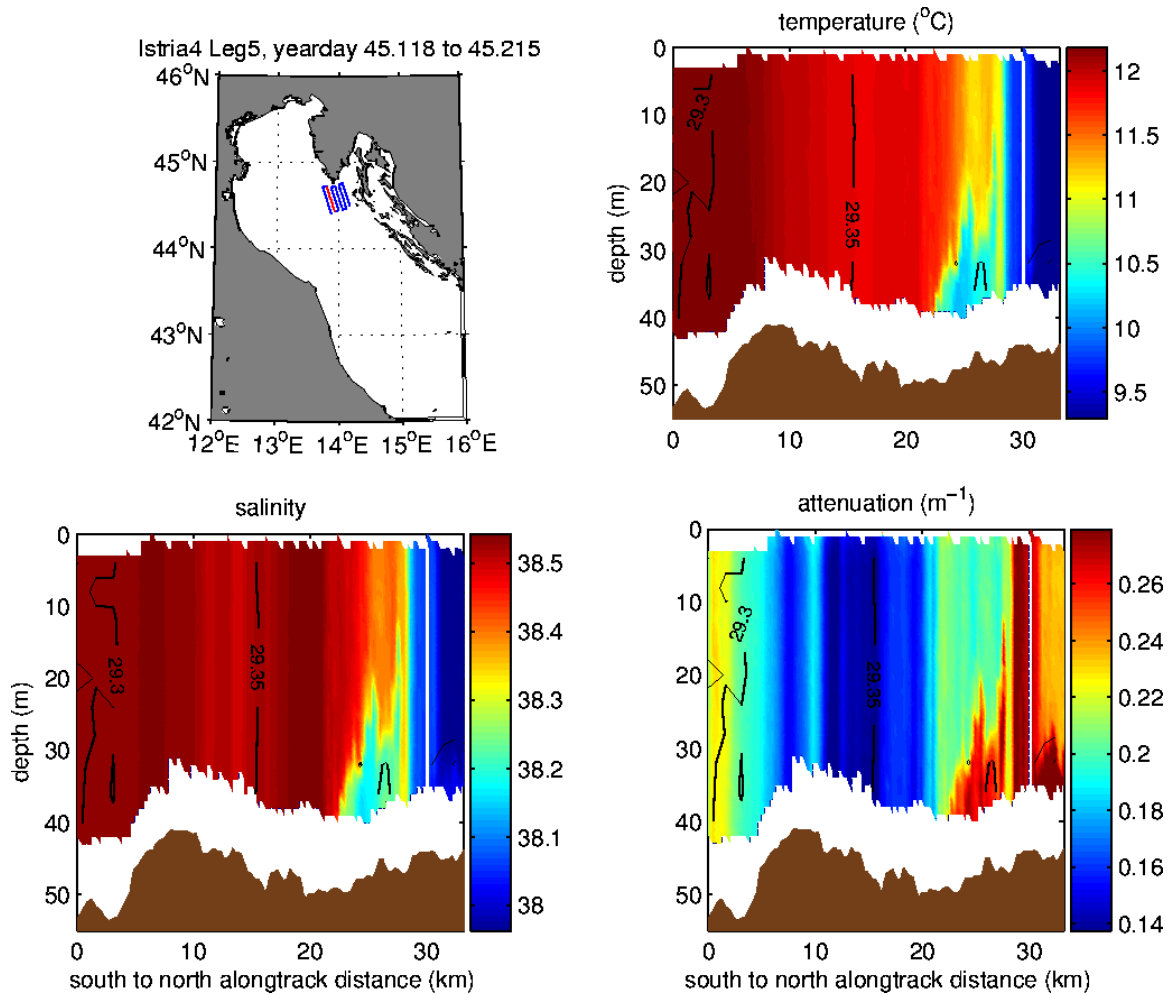 Istria4 Leg5, yearday 45.118 to 45.215
46°N
45°N
44°N
43°N
42°N
12°E 13°E 14°E 15°E 16°E
temperature (°C)
0
10
20
30
40
50
depth (m)
29.3
29.35
0 10 20 30
12
11.5
11
10.5
10
9.5
salinity
0
10
20
30
40
50
depth (m)
29.3
29.35
0 10 20 30
south to north alongtrack distance (km)
38.5
38.4
38.3
38.2
38.1
38
attenuation (m⁻¹)
0
10
20
30
40
50
29.3
29.35
0 10 20 30
south to north alongtrack distance (km)
0.26
0.24
0.22
0.2
0.18
0.16
0.14